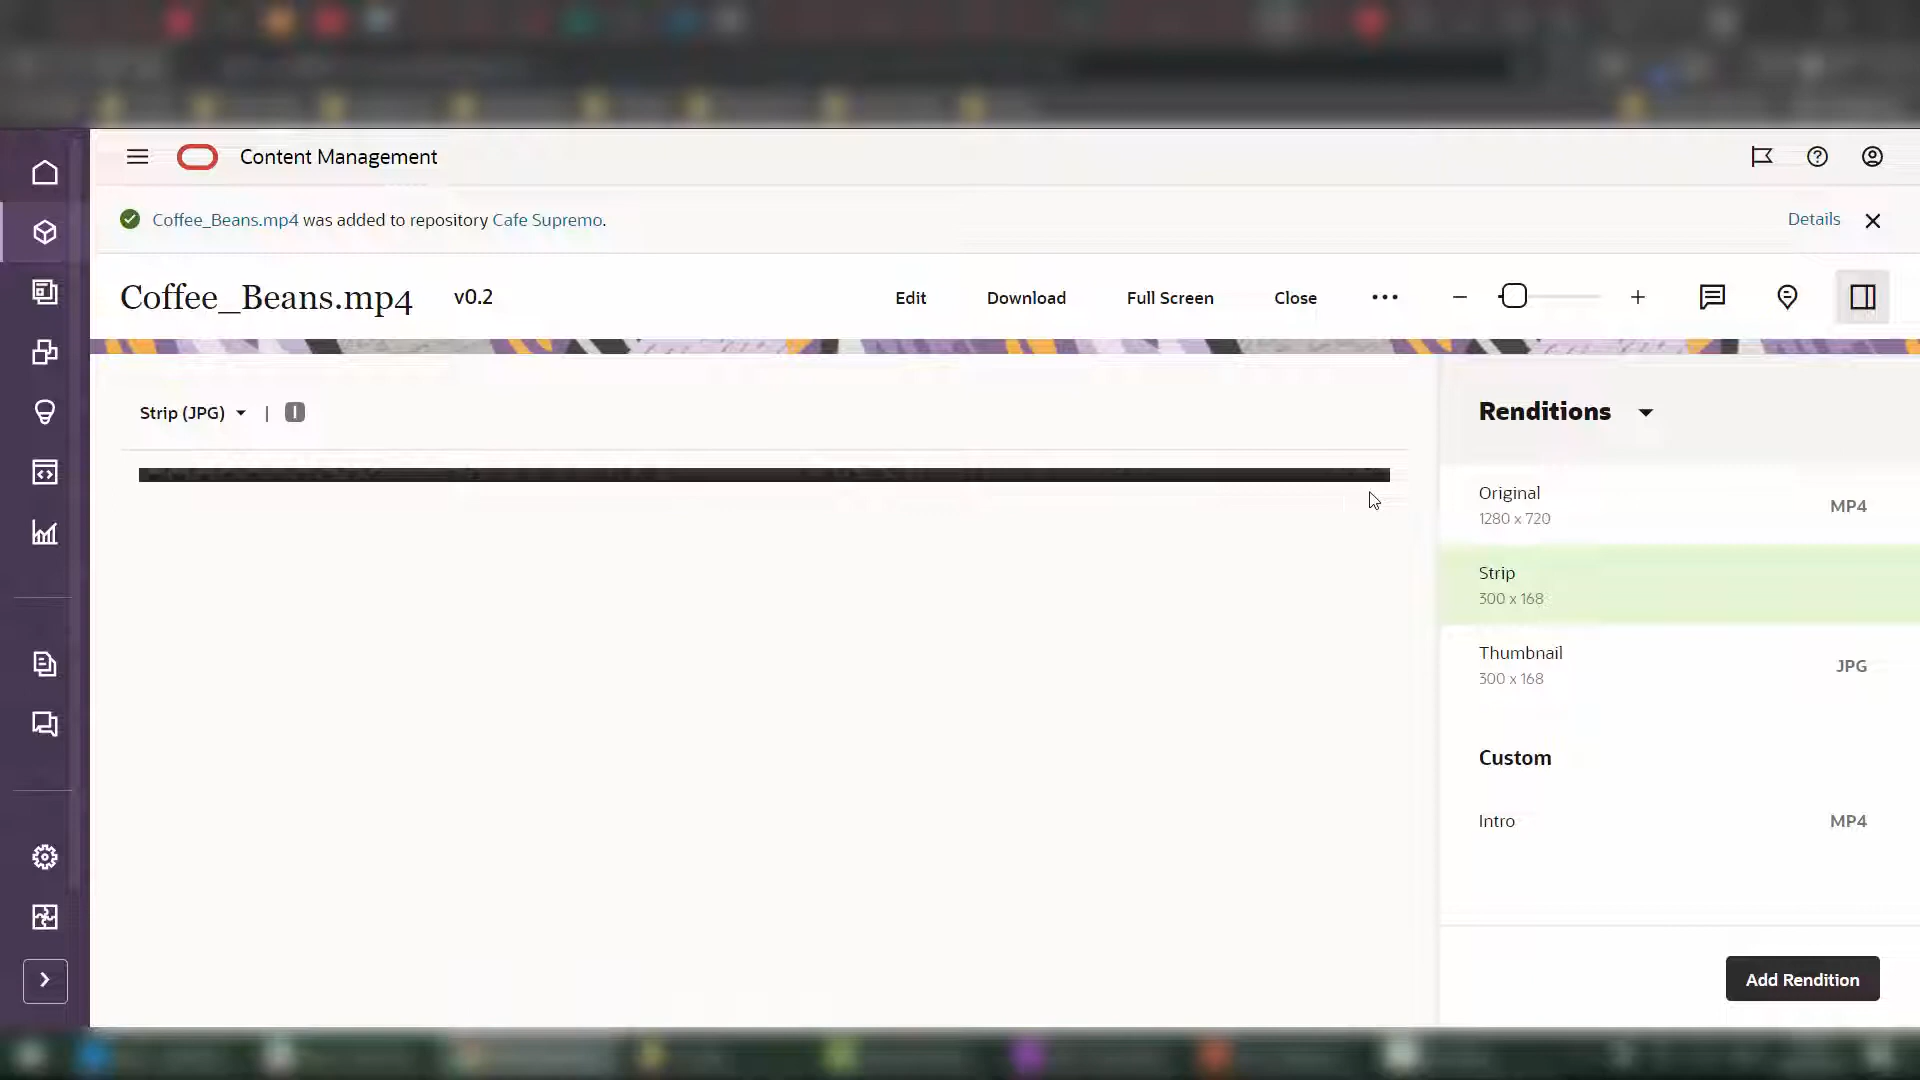 Content Management
Coffee_Beans.mp4 was added to repository Cafe Supremo.
Details
Coffee_Beans.mp4
v0.2
Edit
Download
Full Screen
Close
Strip (JPG)
|
I
Renditions
Original
1280 x 720
MP4
Strip
300 x 168
Thumbnail
300 x 168
JPG
Custom
Intro
MP4
Add Rendition